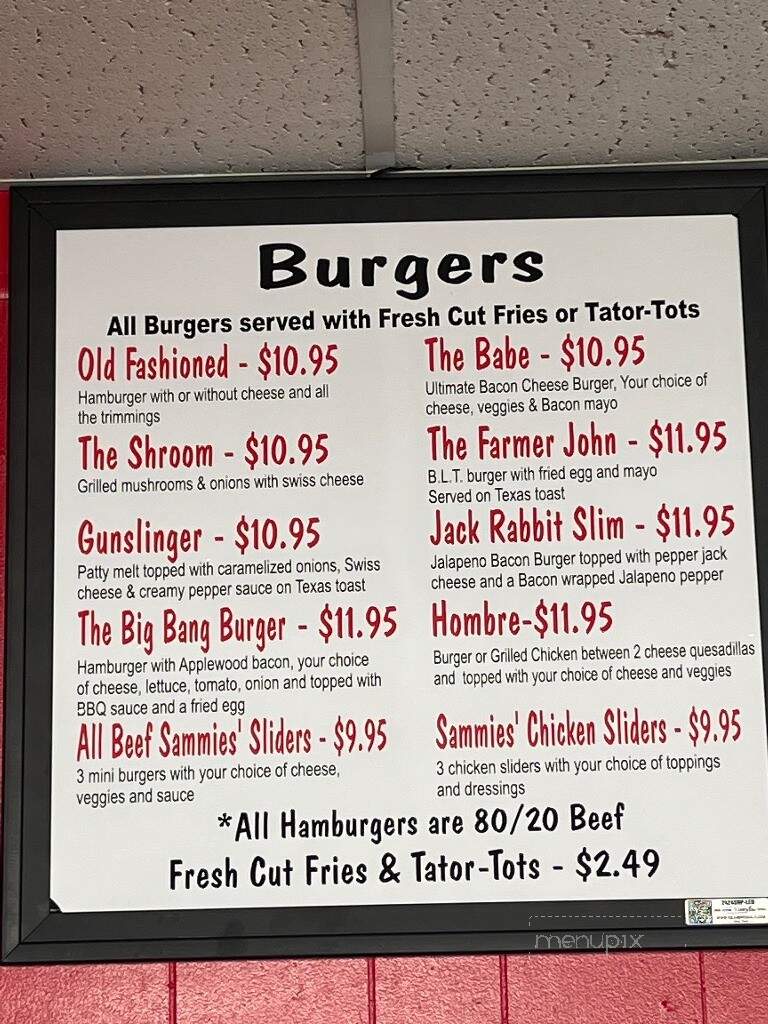 Burgers
All Burgers served with Fresh Cut Fries or Tator-Tots
Old Fashioned - $10.95
Hamburger with or without cheese and all
the trimmings
The Shroom - $10.95
Grilled mushrooms & onions with swiss cheese
Gunslinger - $10.95
Patty melt topped with caramelized onions, Swiss
cheese & creamy pepper sauce on Texas toast
The Big Bang Burger - $11.95
Hamburger with Applewood bacon, your choice
of cheese, lettuce, tomato, onion and topped with
BBQ sauce and a fried egg
All Beef Sammies' Sliders - $9.95
3 mini burgers with your choice of cheese,
veggies and sauce
The Babe - $10.95
Ultimate Bacon Cheese Burger, Your choice of
cheese, veggies & Bacon mayo
The Farmer John - $11.95
B.L.T. burger with fried egg and mayo
Served on Texas toast
Jack Rabbit Slim - $11.95
Jalapeno Bacon Burger topped with pepper jack
cheese and a Bacon wrapped Jalapeno pepper
Hombre-$11.95
Burger or Grilled Chicken between 2 cheese quesadillas
and topped with your choice of cheese and veggies
Sammies' Chicken Sliders - $9.95
3 chicken sliders with your choice of toppings
and dressings
*All Hamburgers are 80/20 Beef
Fresh Cut Fries & Tator-Tots - $2.49
menupix